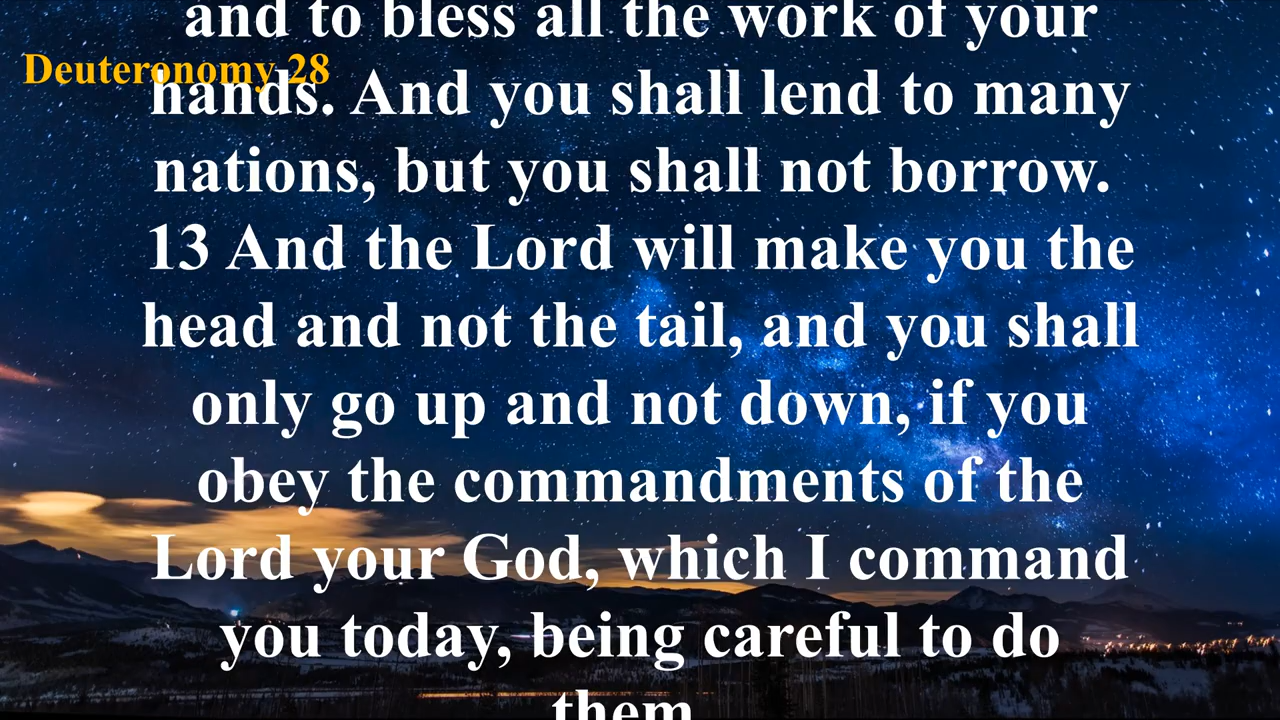 and to bless all the work of your
Deuteronomy 28
hands. And you shall lend to many
nations, but you shall not borrow.
13 And the Lord will make you the
head and not the tail, and you shall
only go up and not down, if you
obey the commandments of the
Lord your God, which I command
you today, being careful to do
them